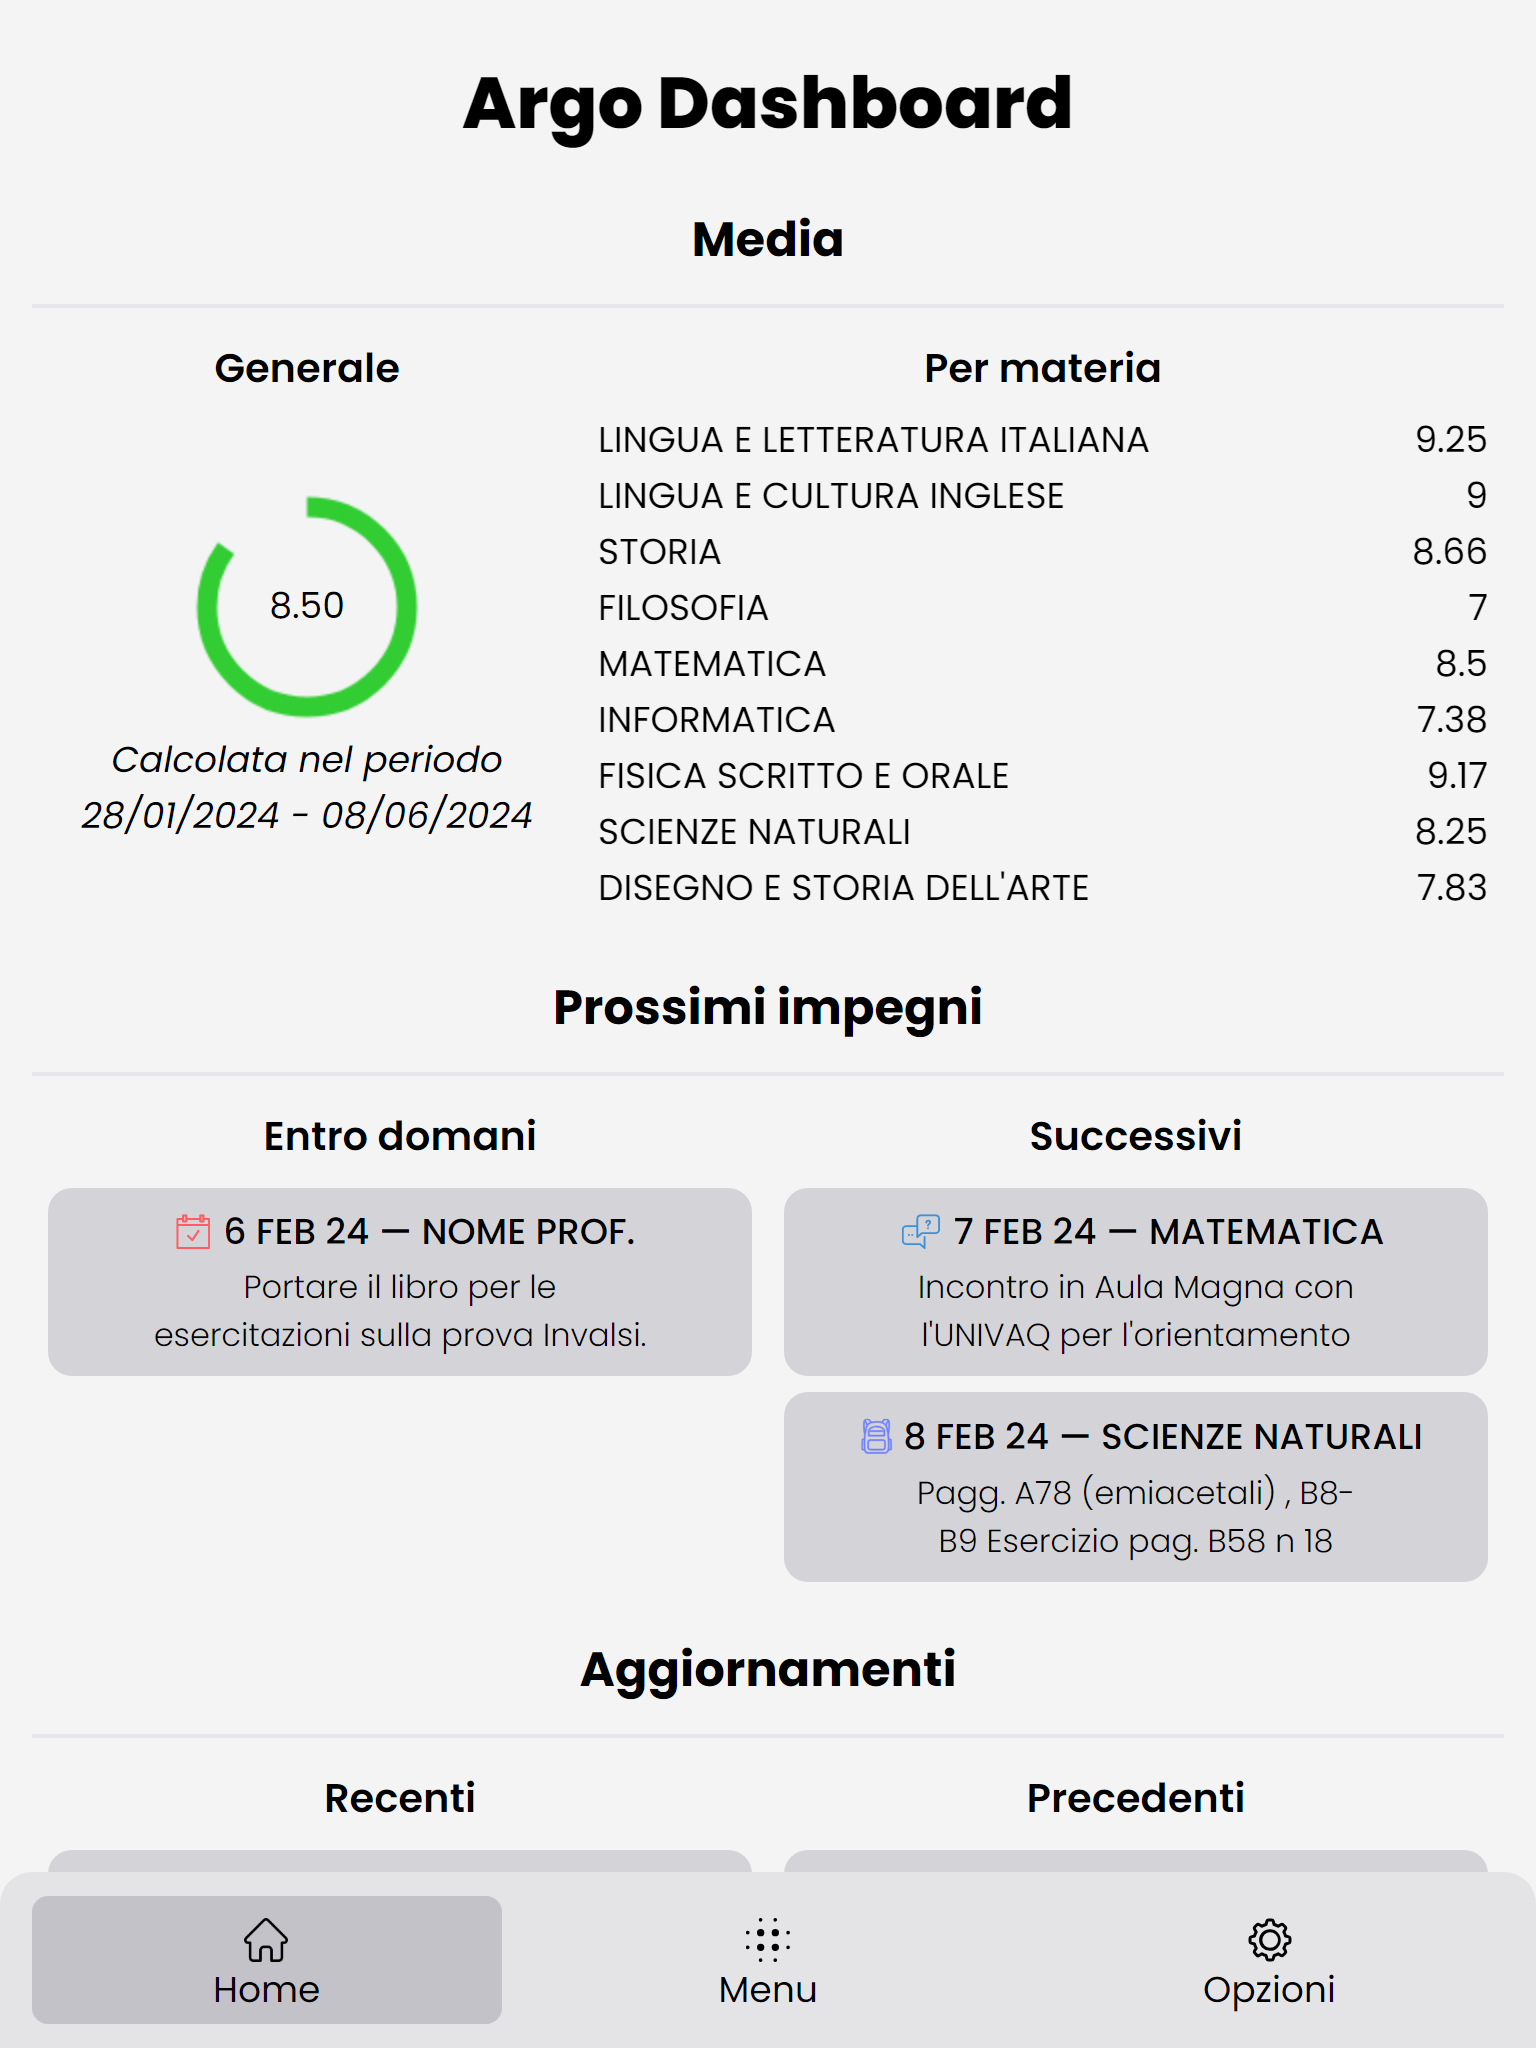 Argo Dashboard
Media
Generale
8.50
Calcolata nel periodo
28/01/2024 - 08/06/2024
Per materia
LINGUA E LETTERATURA ITALIANA 9.25
LINGUA E CULTURA INGLESE 9
STORIA 8.66
FILOSOFIA 7
MATEMATICA 8.5
INFORMATICA 7.38
FISICA SCRITTO E ORALE 9.17
SCIENZE NATURALI 8.25
DISEGNO E STORIA DELL'ARTE 7.83
Prossimi impegni
Entro domani
6 FEB 24 — NOME PROF.
Portare il libro per le
esercitazioni sulla prova Invalsi.
Successivi
7 FEB 24 — MATEMATICA
Incontro in Aula Magna con
l'UNIVAQ per l'orientamento
8 FEB 24 — SCIENZE NATURALI
Pagg. A78 (emiacetali) , B8-
B9 Esercizio pag. B58 n 18
Aggiornamenti
Recenti
Precedenti
Home
Menu
Opzioni